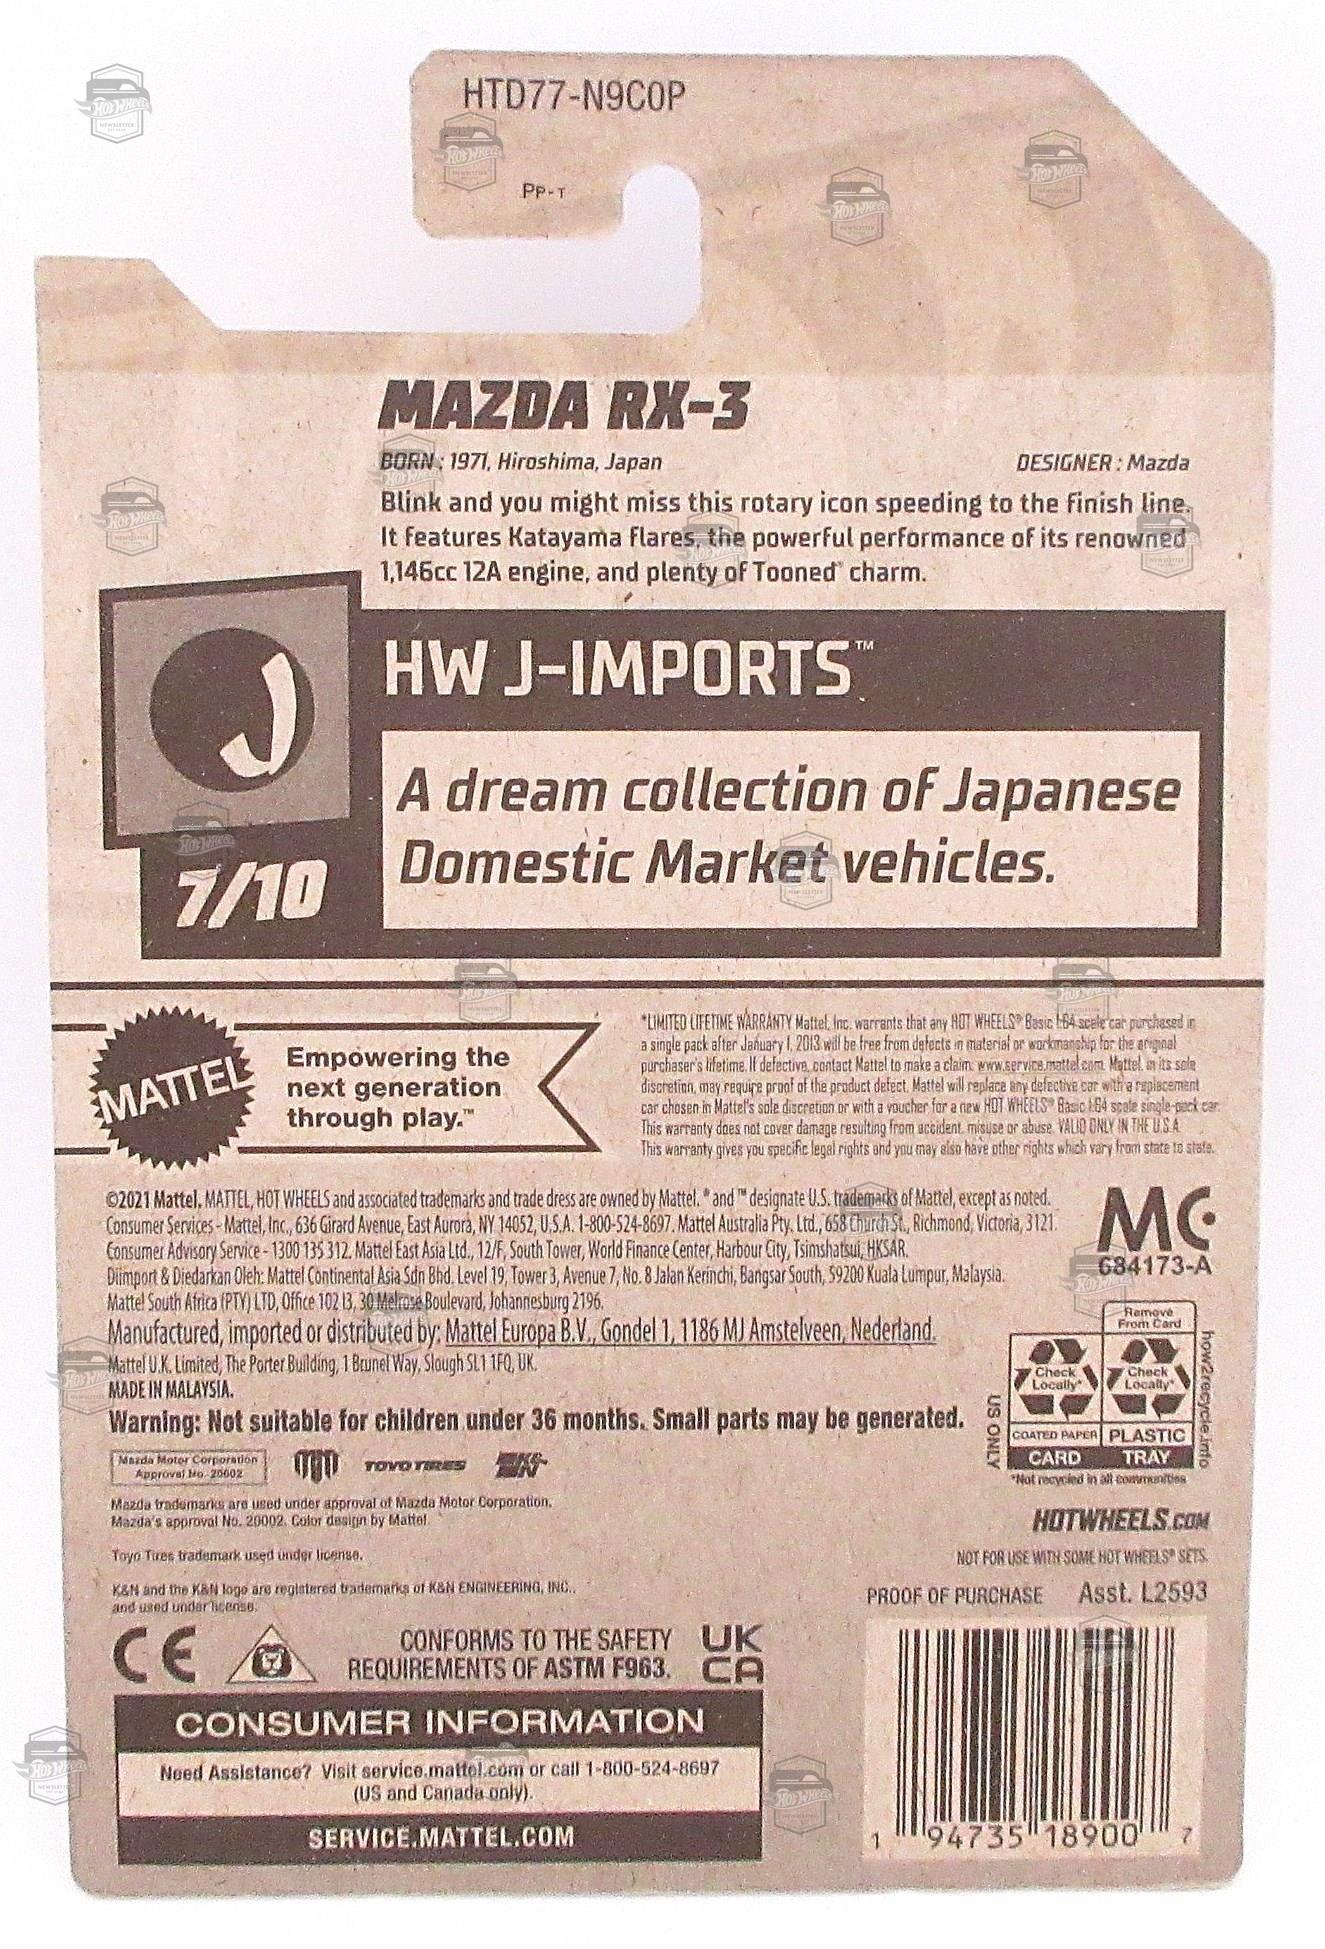 HTD77-N9C0P
PP-T
MAZDA RX-3
BORN : 1971, Hiroshima, Japan
DESIGNER : Mazda
Blink and you might miss this rotary icon speeding to the finish line.
It features Katayama flares, the powerful performance of its renowned
1,146cc 12A engine, and plenty of Tooned® charm.
J
HW J-IMPORTS™
A dream collection of Japanese
Domestic Market vehicles.
7/10
MATTEL
Empowering the
next generation
through play.™
*LIMITED LIFETIME WARRANTY Mattel, Inc. warrants that any HOT WHEELS® Basic 1:64 scale car purchased in
a single pack after January 1, 2013 will be free from defects in material or workmanship for the original
purchaser's lifetime. If defective, contact Mattel to make a claim: www.service.mattel.com. Mattel, in its sole
discretion, may require proof of the product defect. Mattel will replace any defective car with a replacement
car chosen in Mattel's sole discretion or with a voucher for a new HOT WHEELS® Basic 1:64 scale single-pack car.
This warranty does not cover damage resulting from accident, misuse or abuse. VALID ONLY IN THE U.S.A.
This warranty gives you specific legal rights and you may also have other rights which vary from state to state.
©2021 Mattel. MATTEL, HOT WHEELS and associated trademarks and trade dress are owned by Mattel. ® and ™ designate U.S. trademarks of Mattel, except as noted.
Consumer Services - Mattel, Inc., 636 Girard Avenue, East Aurora, NY 14052, U.S.A. 1-800-524-8697. Mattel Australia Pty. Ltd., 658 Church St., Richmond, Victoria, 3121.
Consumer Advisory Service - 1300 135 312. Mattel East Asia Ltd., 12/F, South Tower, World Finance Center, Harbour City, Tsimshatsui, HKSAR.
Diimport & Diedarkan Oleh: Mattel Continental Asia Sdn Bhd. Level 19, Tower 3, Avenue 7, No. 8 Jalan Kerinchi, Bangsar South, 59200 Kuala Lumpur, Malaysia.
Mattel South Africa (PTY) LTD, Office 102 I3, 30 Melrose Boulevard, Johannesburg 2196.
Manufactured, imported or distributed by: Mattel Europa B.V., Gondel 1, 1186 MJ Amstelveen, Nederland.
Mattel U.K. Limited, The Porter Building, 1 Brunel Way, Slough SL1 1FQ, UK.
MADE IN MALAYSIA.
Warning: Not suitable for children under 36 months. Small parts may be generated.
MC
684173-A
Remove
From Card
Check
Locally*
Check
Locally*
COATED PAPER
PLASTIC
CARD
TRAY
US ONLY
how2recycle.info
*Not recycled in all communities
Mazda Motor Corporation
Approval No. 20002
TOYO TIRES
K&N
Mazda trademarks are used under approval of Mazda Motor Corporation.
Mazda's approval No. 20002. Color design by Mattel.
Toyo Tires trademark used under license.
K&N and the K&N logo are registered trademarks of K&N ENGINEERING, INC.,
and used under license.
HOTWHEELS.COM
NOT FOR USE WITH SOME HOT WHEELS® SETS.
PROOF OF PURCHASE Asst. L2593
CE
CONFORMS TO THE SAFETY
REQUIREMENTS OF ASTM F963.
UK
CA
CONSUMER INFORMATION
Need Assistance? Visit service.mattel.com or call 1-800-524-8697
(US and Canada only).
SERVICE.MATTEL.COM
1 94735 18900 7